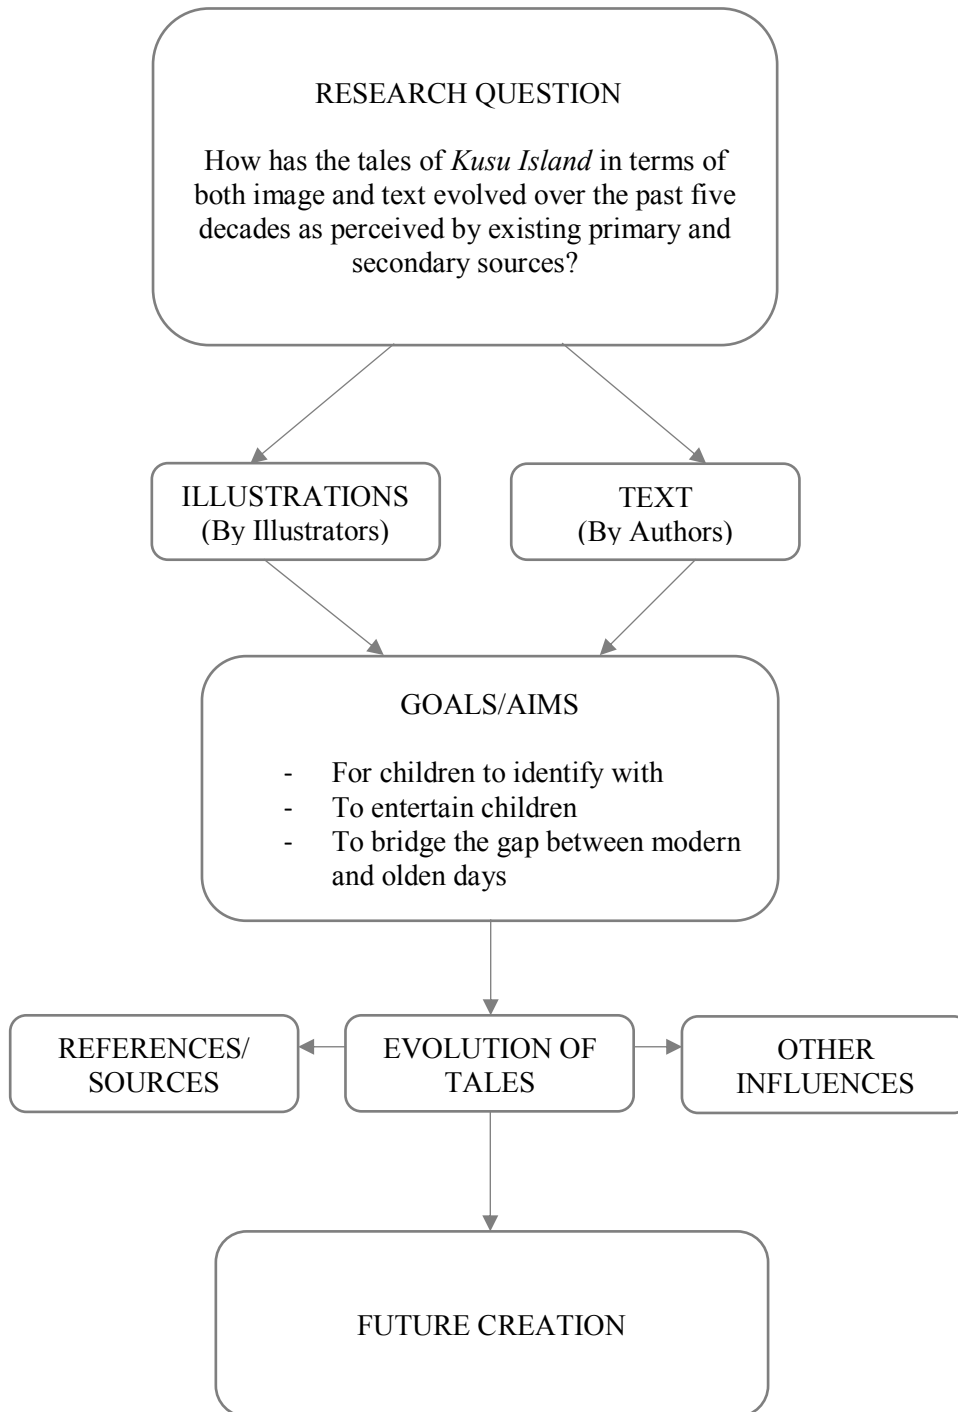 RESEARCH QUESTION
How has the tales of Kusu Island in terms of
both image and text evolved over the past five
decades as perceived by existing primary and
secondary sources?
ILLUSTRATIONS
(By Illustrators)
TEXT
(By Authors)
GOALS/AIMS
- For children to identify with
- To entertain children
- To bridge the gap between modern
and olden days
REFERENCES/
SOURCES
EVOLUTION OF
TALES
OTHER
INFLUENCES
FUTURE CREATION